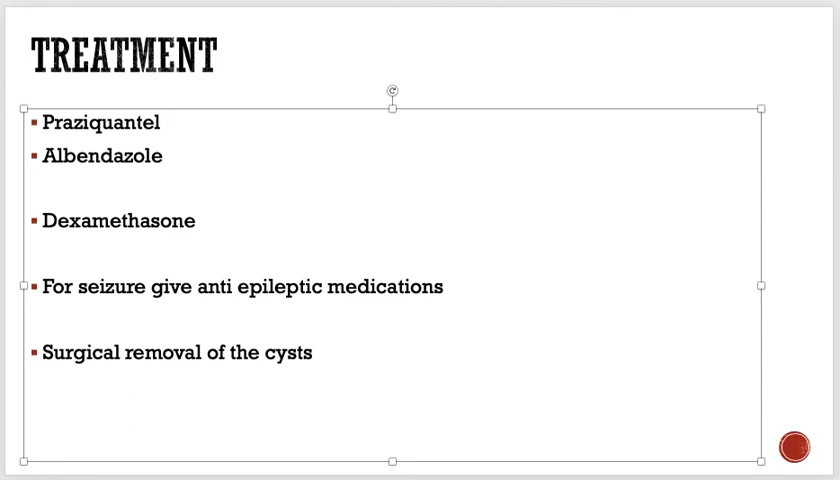 TREATMENT
▪ Praziquantel
▪ Albendazole
▪ Dexamethasone
▪ For seizure give anti epileptic medications
▪ Surgical removal of the cysts